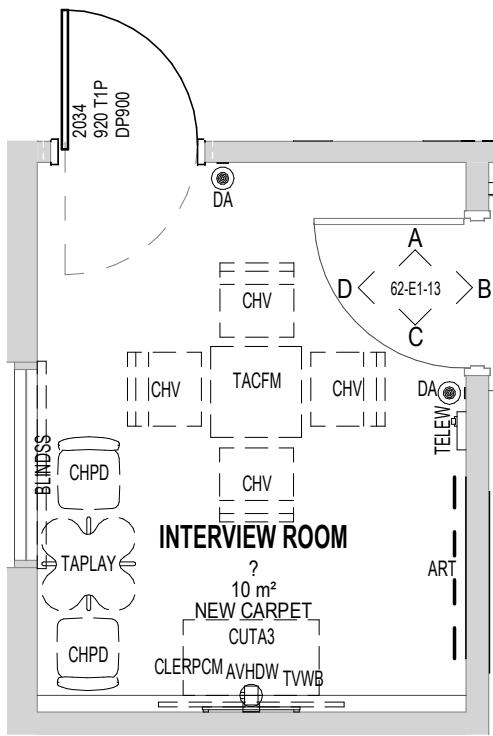 2034
920 T1P
DP900
DA
A
D
62-E1-13
B
C
CHV
CHV
TACFM
CHV
DA
TELEW
CHV
BLINDSS
CHPD
TAPLAY
CHPD
INTERVIEW ROOM
?
10 m²
NEW CARPET
ART
CUTA3
CLERPCM
AVHDW
TVWB